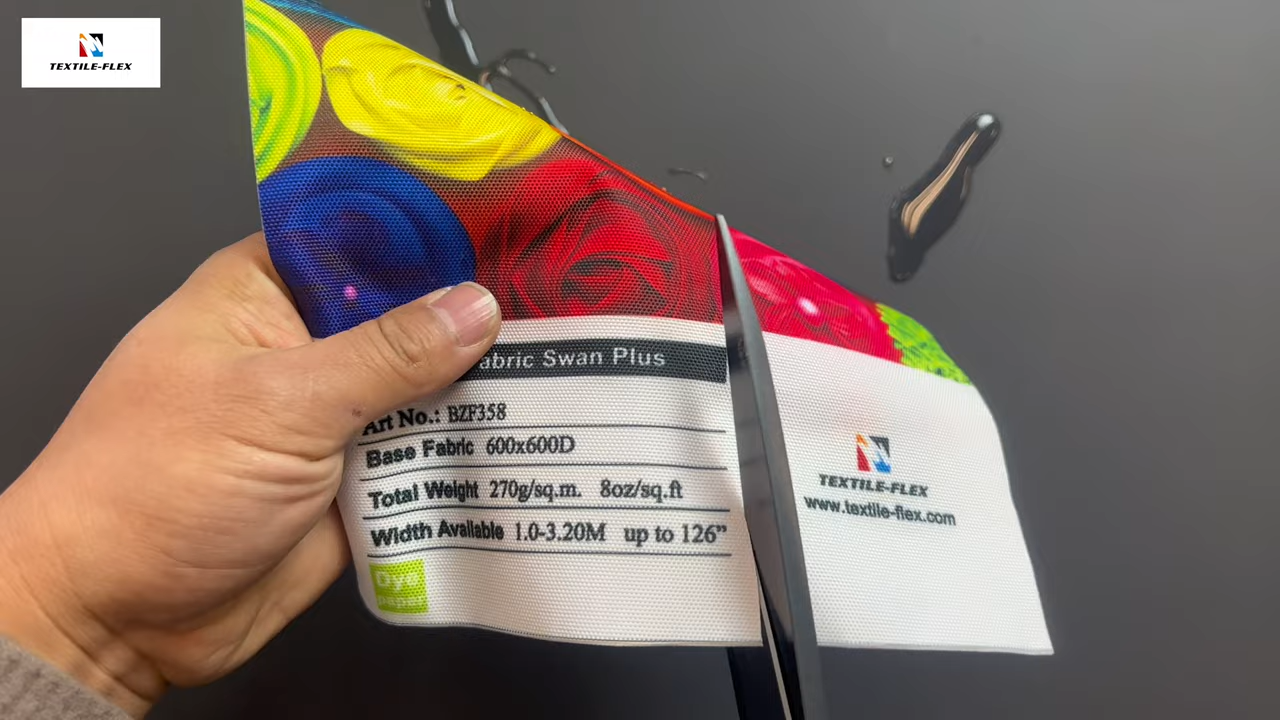 TEXTILE-FLEX
abric Swan Plus
Art No.: BZF358
Base Fabric 600x600D
Total Weight 270g/sq.m. 8oz/sq.ft
Width Available 1.0-3.20M up to 126”
Dye
TEXTILE-FLEX
www.textile-flex.com